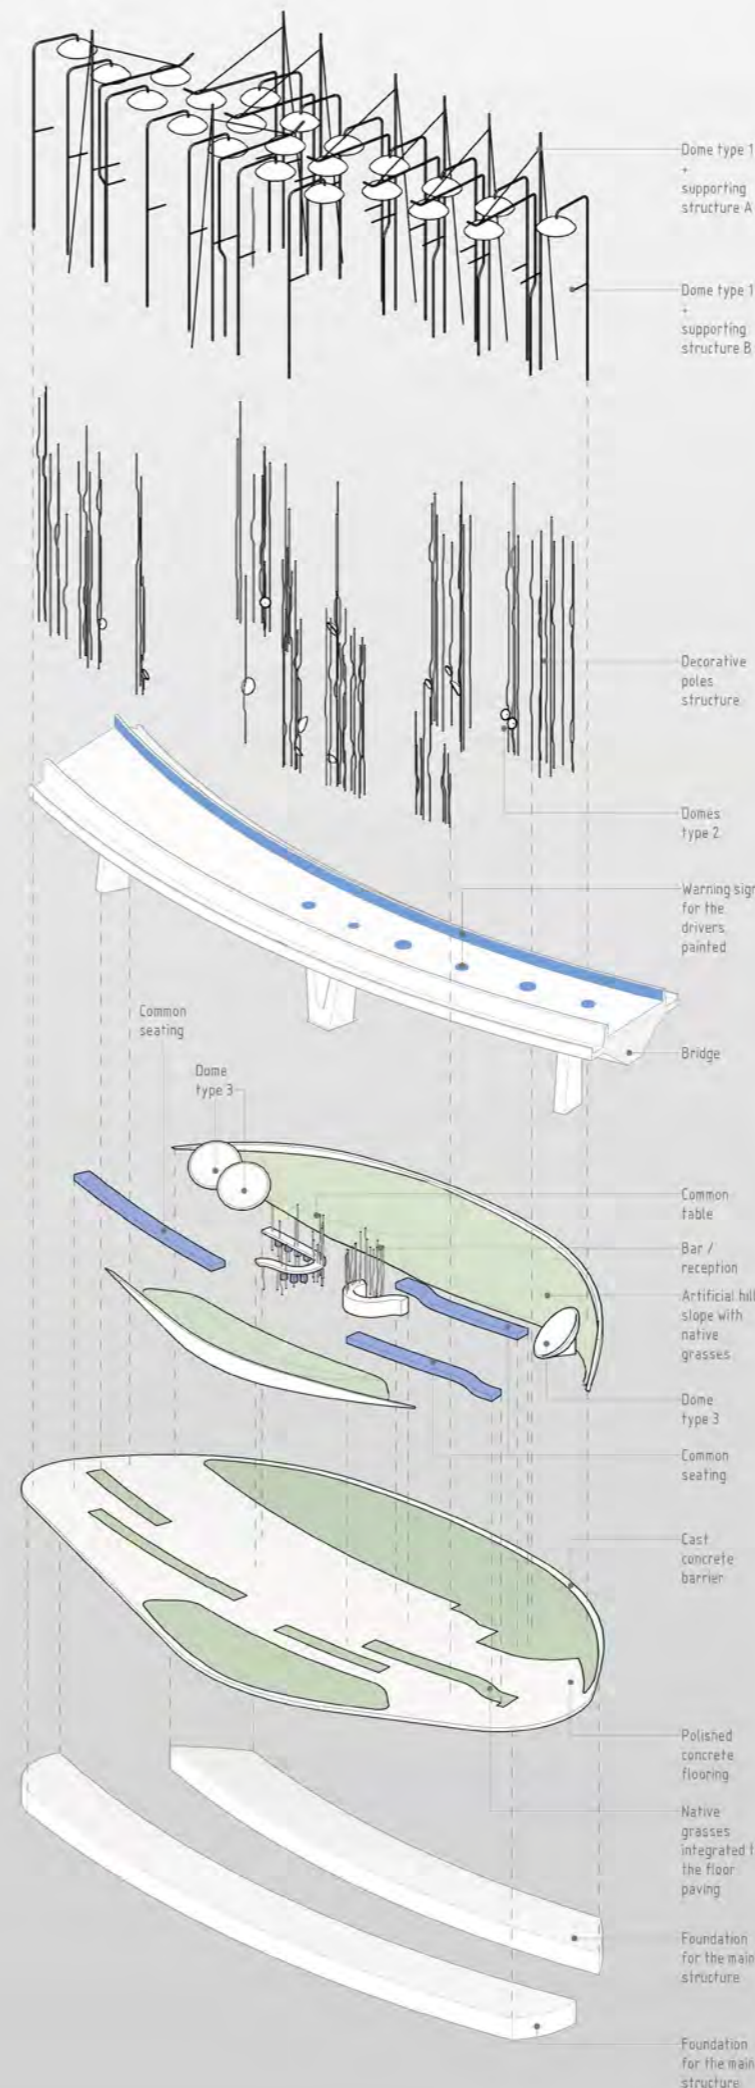 Dome type 1
+
supporting
structure A
Dome type 1
+
supporting
structure B
Decorative
poles
structure
Domes
type 2
Warning sign
for the
drivers
painted
Bridge
Common
seating
Dome
type 3
Common
table
Bar /
reception
Artificial hill
slope with
native
grasses
Dome
type 3
Common
seating
Cast
concrete
barrier
Polished
concrete
flooring
Native
grasses
integrated t
the floor
paving
Foundation
for the main
structure
Foundation
for the main
structure